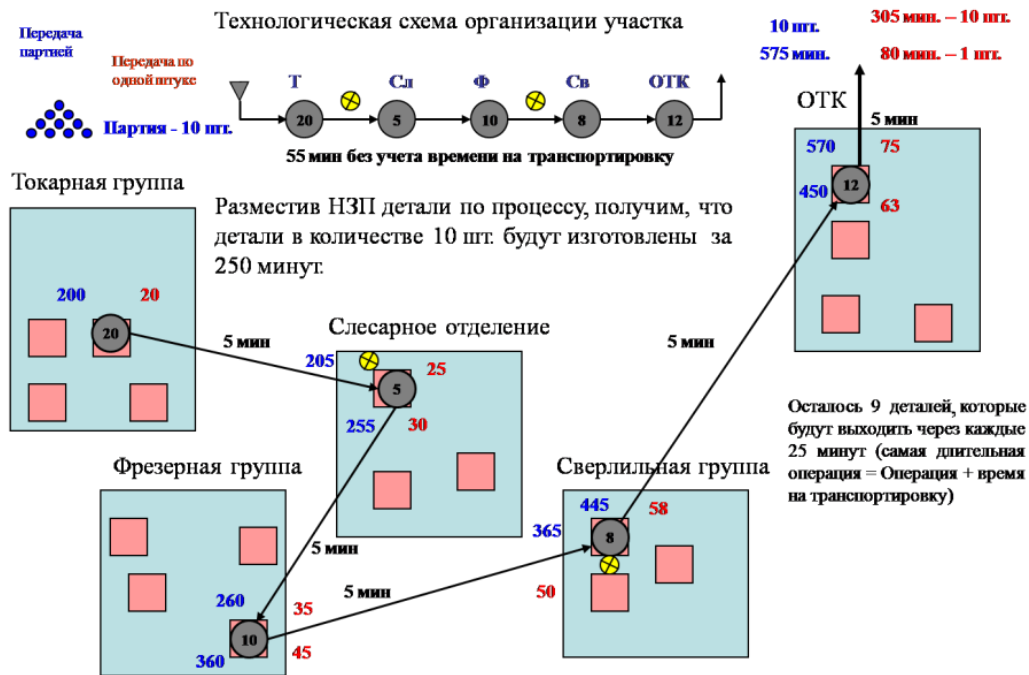 Технологическая схема организации участка
Передача
партией
Передача по
одной штуке
Партия - 10 шт.
Т
Сл
Ф
Св
ОТК
20
5
10
8
12
55 мин без учета времени на транспортировку
10 шт.
575 мин.
305 мин. – 10 шт.
80 мин. – 1 шт.
ОТК
5 мин
570
75
450
12
63
Токарная группа
Разместив НЗП детали по процессу, получим, что
детали в количестве 10 шт. будут изготовлены за
250 минут.
200
20
20
5 мин
Слесарное отделение
205
25
5
255
30
5 мин
Фрезерная группа
260
35
10
360
45
5 мин
Сверлильная группа
445
58
365
8
50
5 мин
Осталось 9 деталей, которые
будут выходить через каждые
25 минут (самая длительная
операция = Операция + время
на транспортировку)